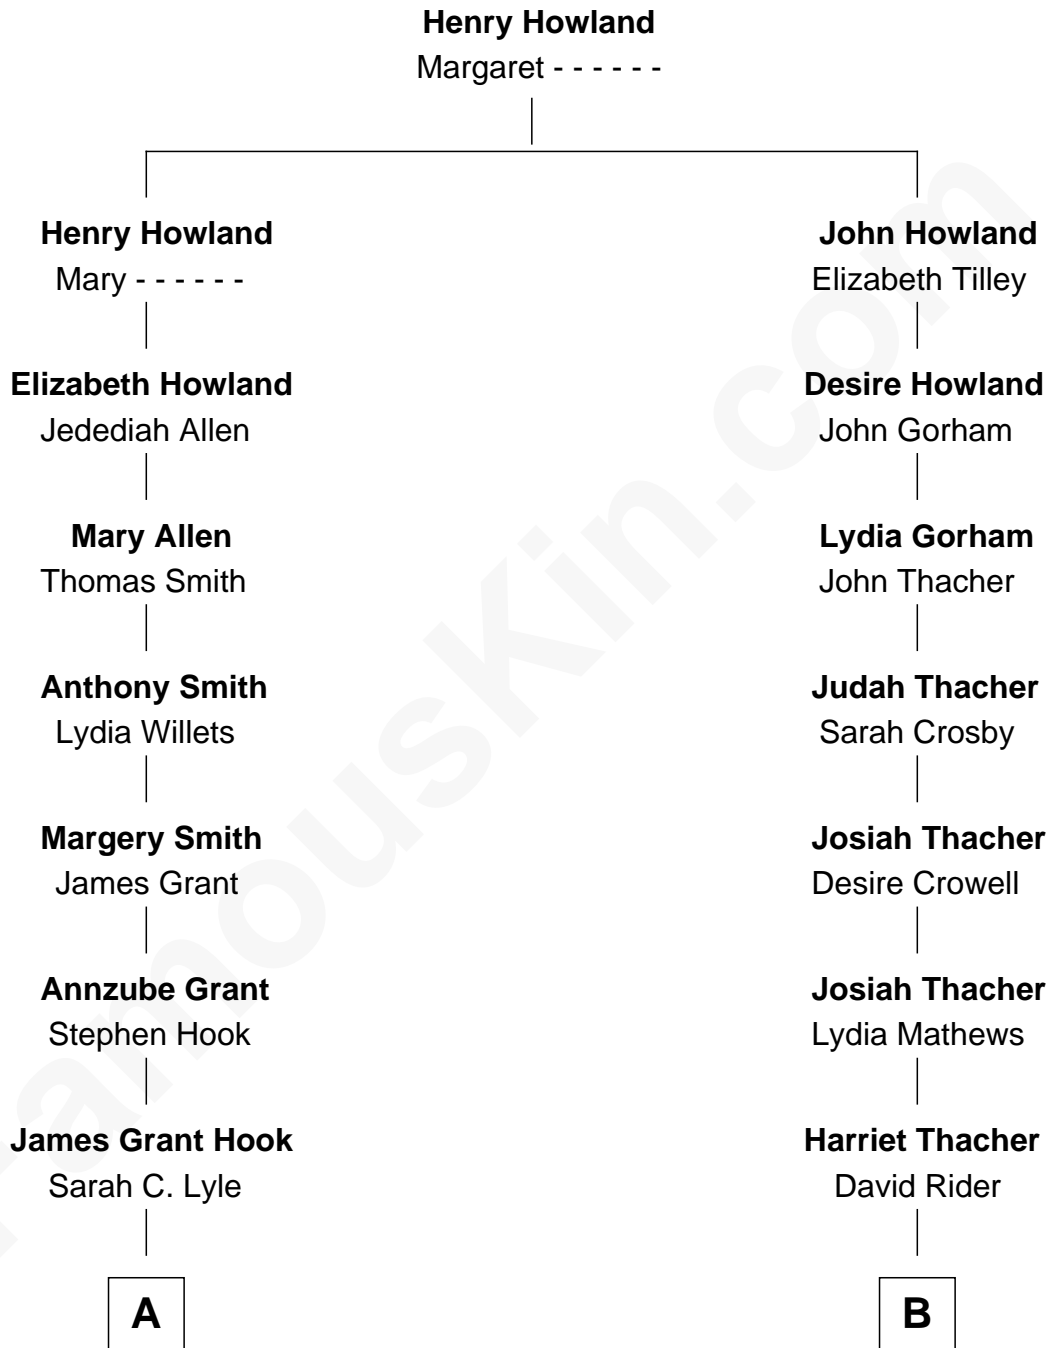 Henry Howland
Margaret - - - - - -
Henry Howland
Mary - - - - - -
John Howland
Elizabeth Tilley
Elizabeth Howland
Jedediah Allen
Desire Howland
John Gorham
Mary Allen
Thomas Smith
Lydia Gorham
John Thacher
Anthony Smith
Lydia Willets
Judah Thacher
Sarah Crosby
Margery Smith
James Grant
Josiah Thacher
Desire Crowell
Annzube Grant
Stephen Hook
Josiah Thacher
Lydia Mathews
James Grant Hook
Sarah C. Lyle
Harriet Thacher
David Rider
A
B
FamousKin.com